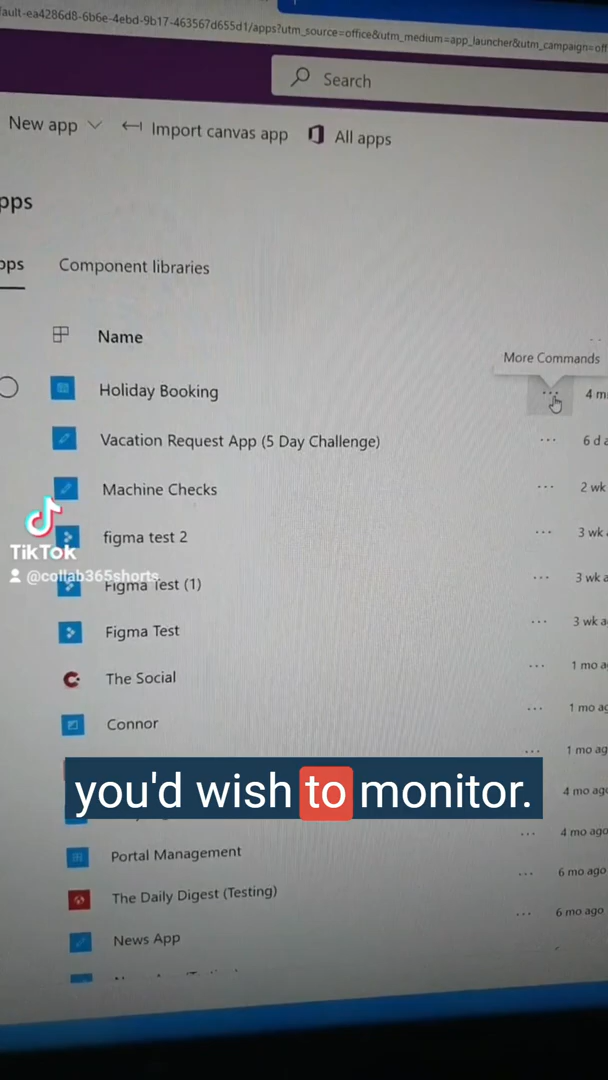 fault-ea4286d8-6b6e-4ebd-9b17-463567d655d1/apps?utm_source=office&utm_medium=app_launcher&utm_campaign=off
Search
New app
Import canvas app
All apps
pps
pps
Component libraries
Name
More Commands
Holiday Booking ... 4 m
Vacation Request App (5 Day Challenge) ... 6 d a
Machine Checks ... 2 wk
figma test 2 ... 3 wk a
TikTok
@collab365shorts
Figma Test (1) ... 3 wk a
Figma Test ... 3 wk a
The Social ... 1 mo a
Connor ... 1 mo ag
... 1 mo ag
you'd wish to monitor.
4 mo ago
Portal Management ... 4 mo ago
The Daily Digest (Testing) ... 6 mo ago
News App ... 6 mo ago